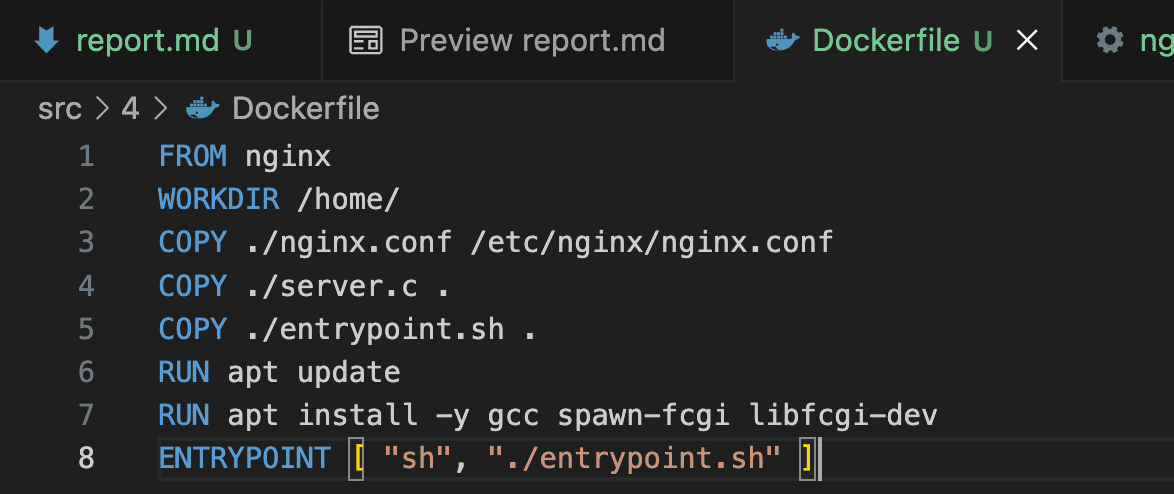 report.md U Preview report.md Dockerfile U ng
src > 4 > Dockerfile
1 FROM nginx
2 WORKDIR /home/
3 COPY ./nginx.conf /etc/nginx/nginx.conf
4 COPY ./server.c .
5 COPY ./entrypoint.sh .
6 RUN apt update
7 RUN apt install -y gcc spawn-fcgi libfcgi-dev
8 ENTRYPOINT [ "sh", "./entrypoint.sh" ]